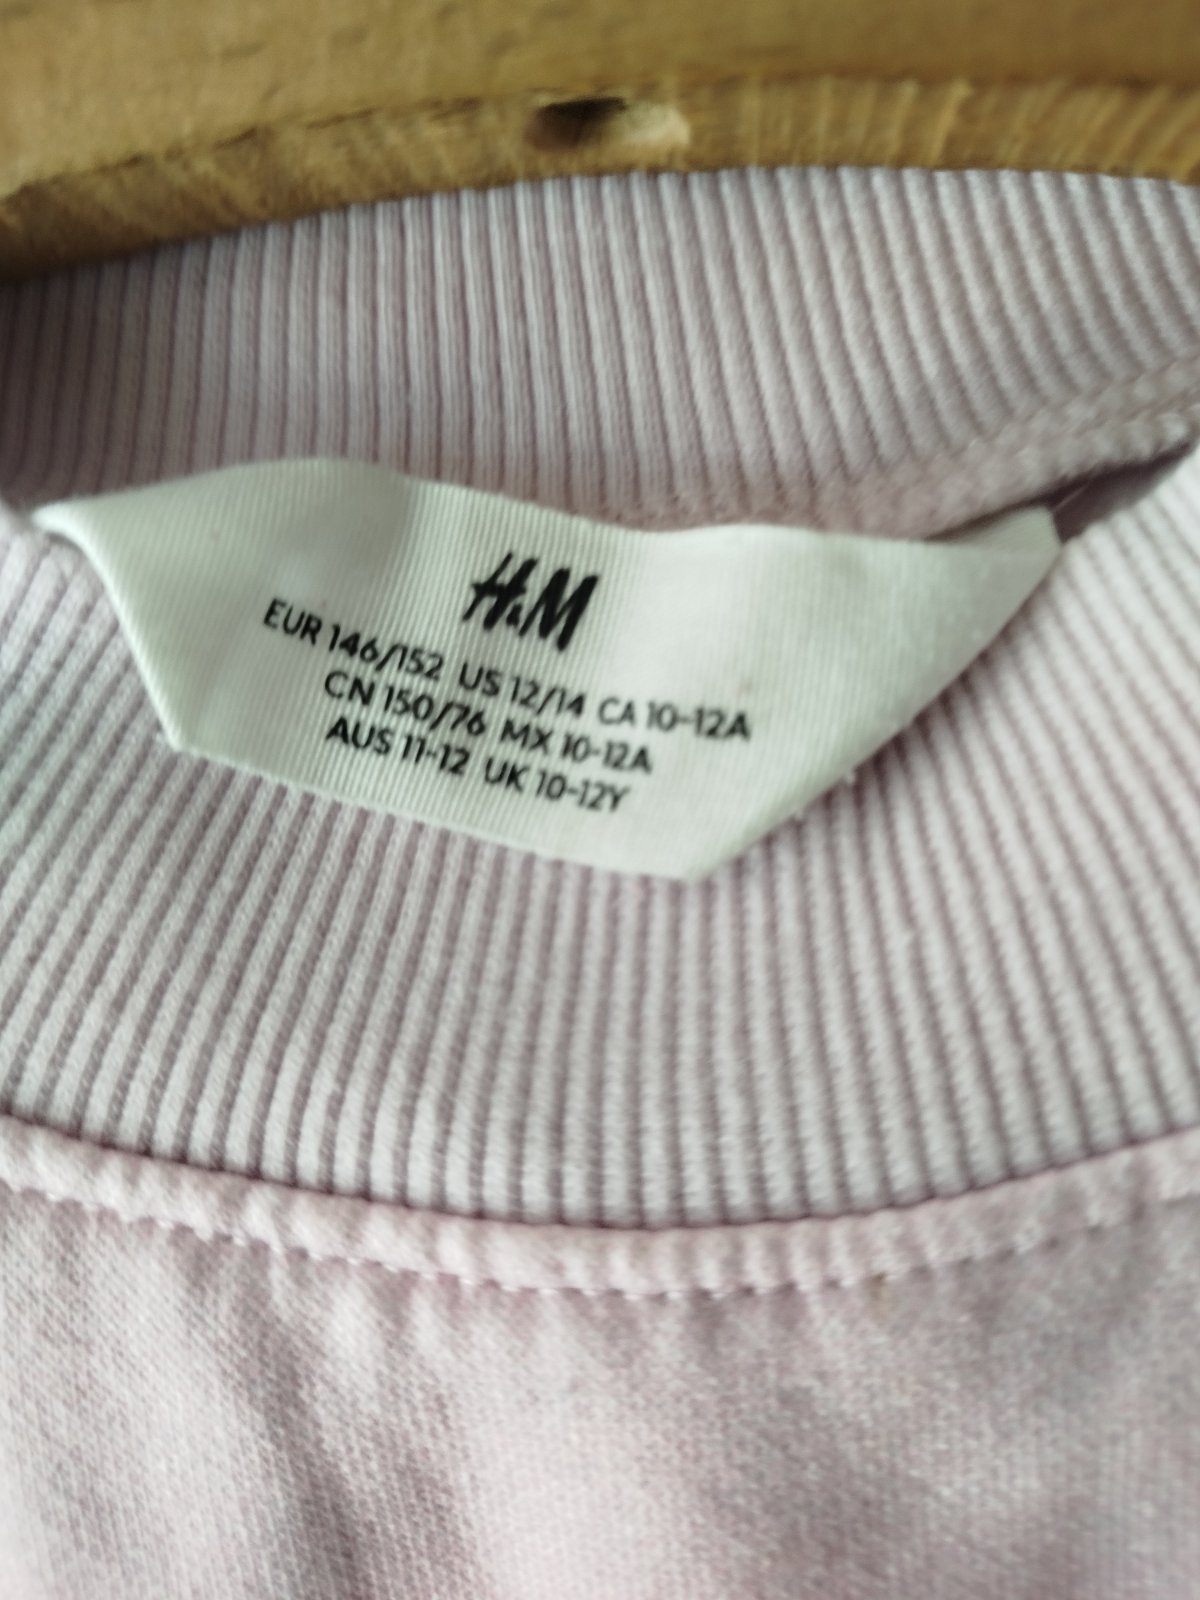 H&M
EUR 146/152 US 12/14 CA 10-12A
CN 150/76 MX 10-12A
AUS 11-12 UK 10-12Y